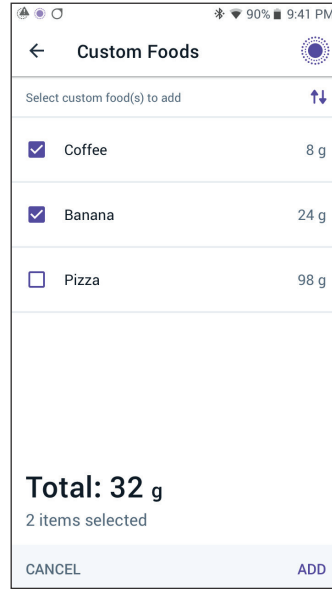 90% 9:41 PM
Custom Foods
Select custom food(s) to add
Coffee 8 g
Banana 24 g
Pizza 98 g
Total: 32 g
2 items selected
CANCEL ADD